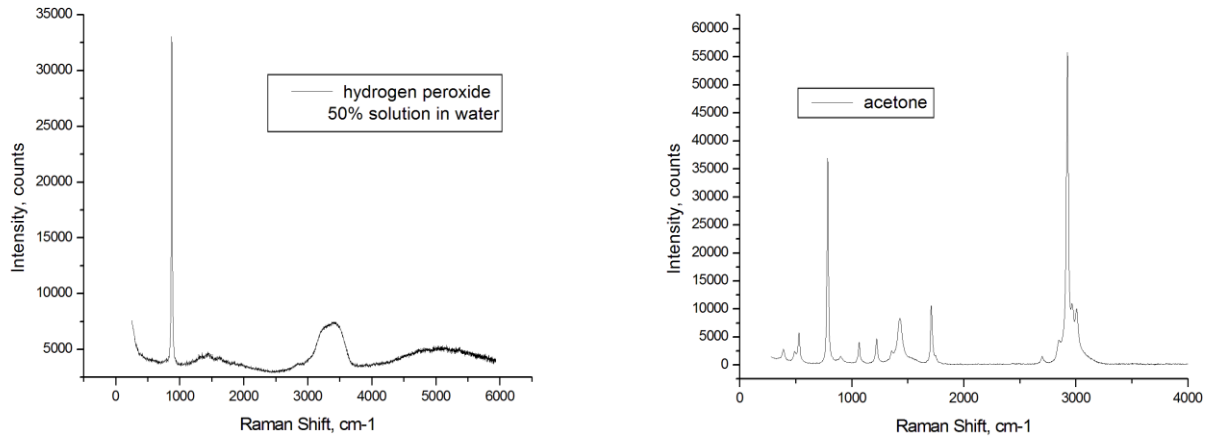 35000
30000
25000
20000
15000
10000
5000
Intensity, counts
hydrogen peroxide
50% solution in water
0 1000 2000 3000 4000 5000 6000
Raman Shift, cm-1
60000
55000
50000
45000
40000
35000
30000
25000
20000
15000
10000
5000
0
Intensity, counts
acetone
0 1000 2000 3000 4000
Raman Shift, cm-1